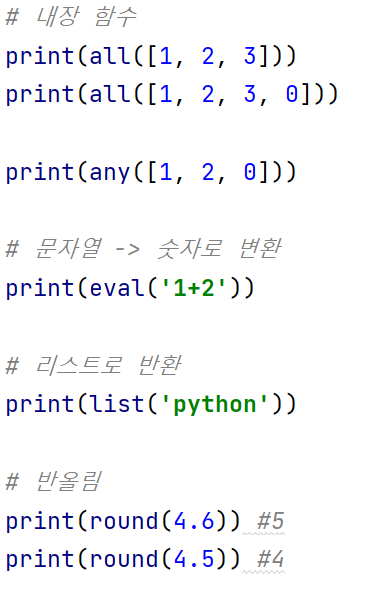 # 내장 함수
print(all([1, 2, 3]))
print(all([1, 2, 3, 0]))
print(any([1, 2, 0]))
# 문자열 -> 숫자로 변환
print(eval('1+2'))
# 리스트로 반환
print(list('python'))
# 반올림
print(round(4.6)) #5
print(round(4.5)) #4